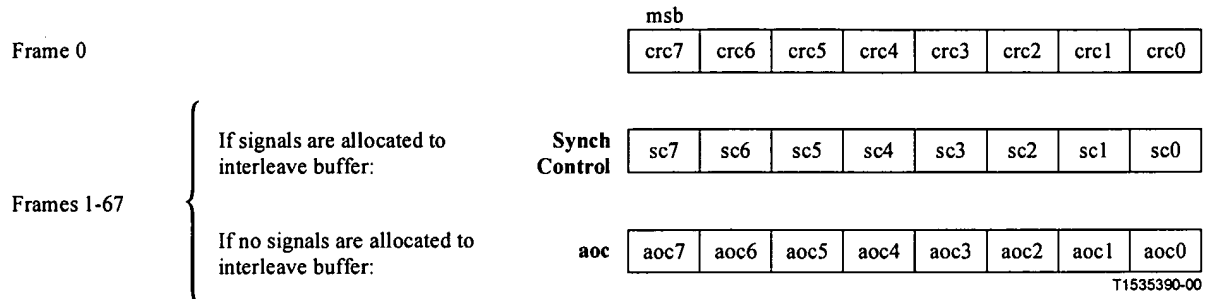 msb
Frame 0 crc7 crc6 crc5 crc4 crc3 crc2 crc1 crc0
If signals are allocated to
interleave buffer:
Synch
Control
sc7 sc6 sc5 sc4 sc3 sc2 sc1 sc0
Frames 1-67
If no signals are allocated to
interleave buffer:
aoc aoc7 aoc6 aoc5 aoc4 aoc3 aoc2 aoc1 aoc0
T1535390-00